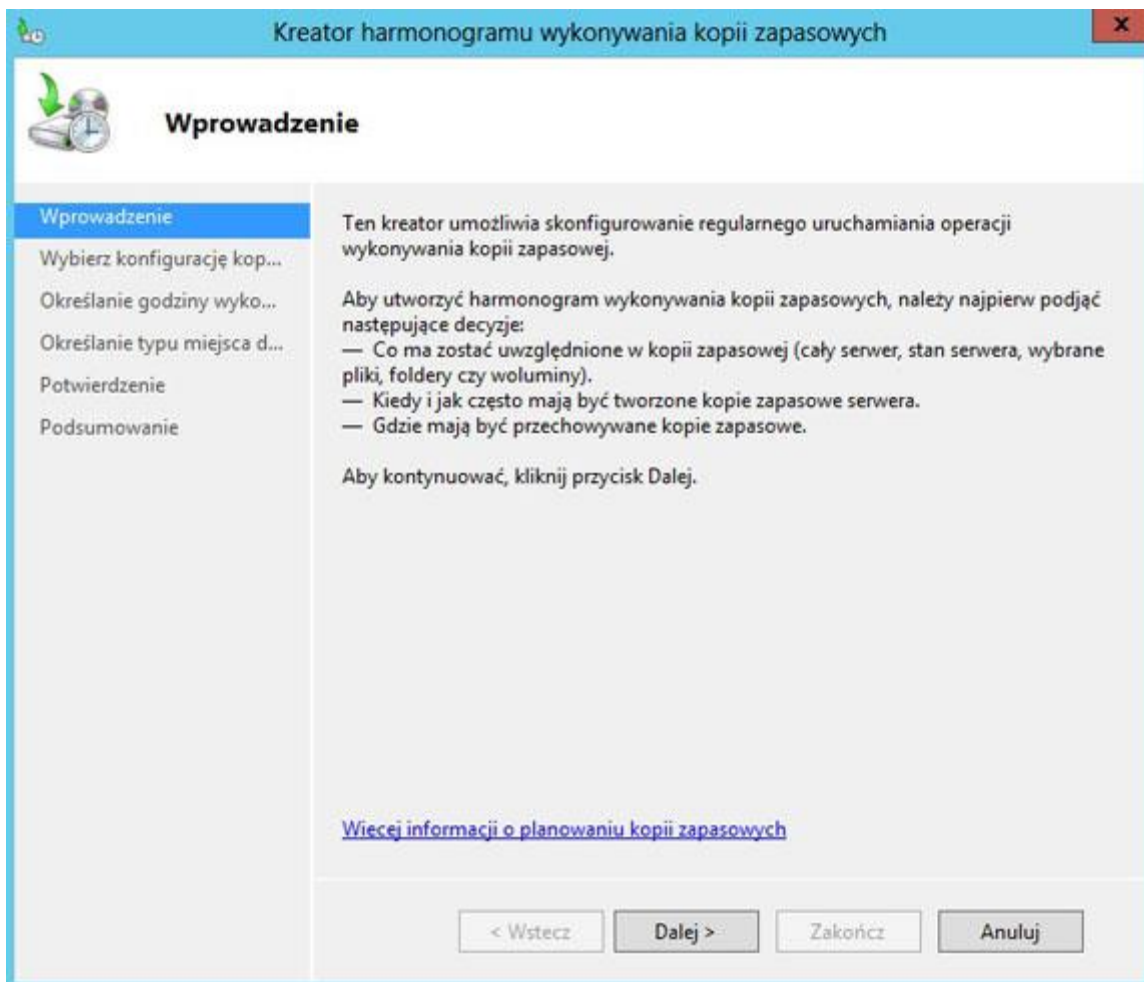 Kreator harmonogramu wykonywania kopii zapasowych
x
Wprowadzenie
Wprowadzenie
Wybierz konfigurację kop...
Określanie godziny wyko...
Określanie typu miejsca d...
Potwierdzenie
Podsumowanie
Ten kreator umożliwia skonfigurowanie regularnego uruchamiania operacji
wykonywania kopii zapasowej.
Aby utworzyć harmonogram wykonywania kopii zapasowych, należy najpierw podjąć
następujące decyzje:
— Co ma zostać uwzględnione w kopii zapasowej (cały serwer, stan serwera, wybrane
pliki, foldery czy woluminy).
— Kiedy i jak często mają być tworzone kopie zapasowe serwera.
— Gdzie mają być przechowywane kopie zapasowe.
Aby kontynuować, kliknij przycisk Dalej.
Więcej informacji o planowaniu kopii zapasowych
< Wstecz
Dalej >
Zakończ
Anuluj